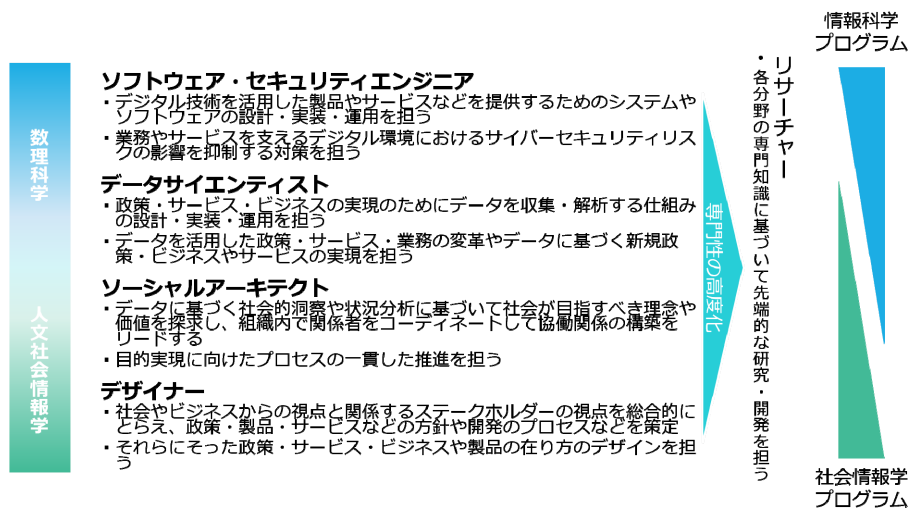 情報科学
プログラム
数理科学
人文社会情報学
ソフトウェア・セキュリティエンジニア
・デジタル技術を活用した製品やサービスなどを提供するためのシステムや
ソフトウェアの設計・実装・運用を担う
・業務やサービスを支えるデジタル環境におけるサイバーセキュリティリス
クの影響を抑制する対策を担う
データサイエンティスト
・政策・サービス・ビジネスの実現のためにデータを収集・解析する仕組み
の設計・実装・運用を担う
・データを活用した政策・サービス・業務の変革やデータに基づく新規政
策・ビジネスやサービスの実現を担う
ソーシャルアーキテクト
・データに基づく社会的洞察や状況分析に基づいて社会が目指すべき理念や
価値を探求し、組織内で関係者をコーディネートして協働関係の構築を
リードする
・目的実現に向けたプロセスの一貫した推進を担う
デザイナー
・社会やビジネスからの視点と関係するステークホルダーの視点を総合的に
とらえ、政策・製品・サービスなどの方針や開発のプロセスなどを策定
・それらにそった政策・サービス・ビジネスや製品の在り方のデザインを担
う
専門性の高度化
リサーチャー
・各分野の専門知識に基づいて先端的な研究・開発を担う
社会情報学
プログラム